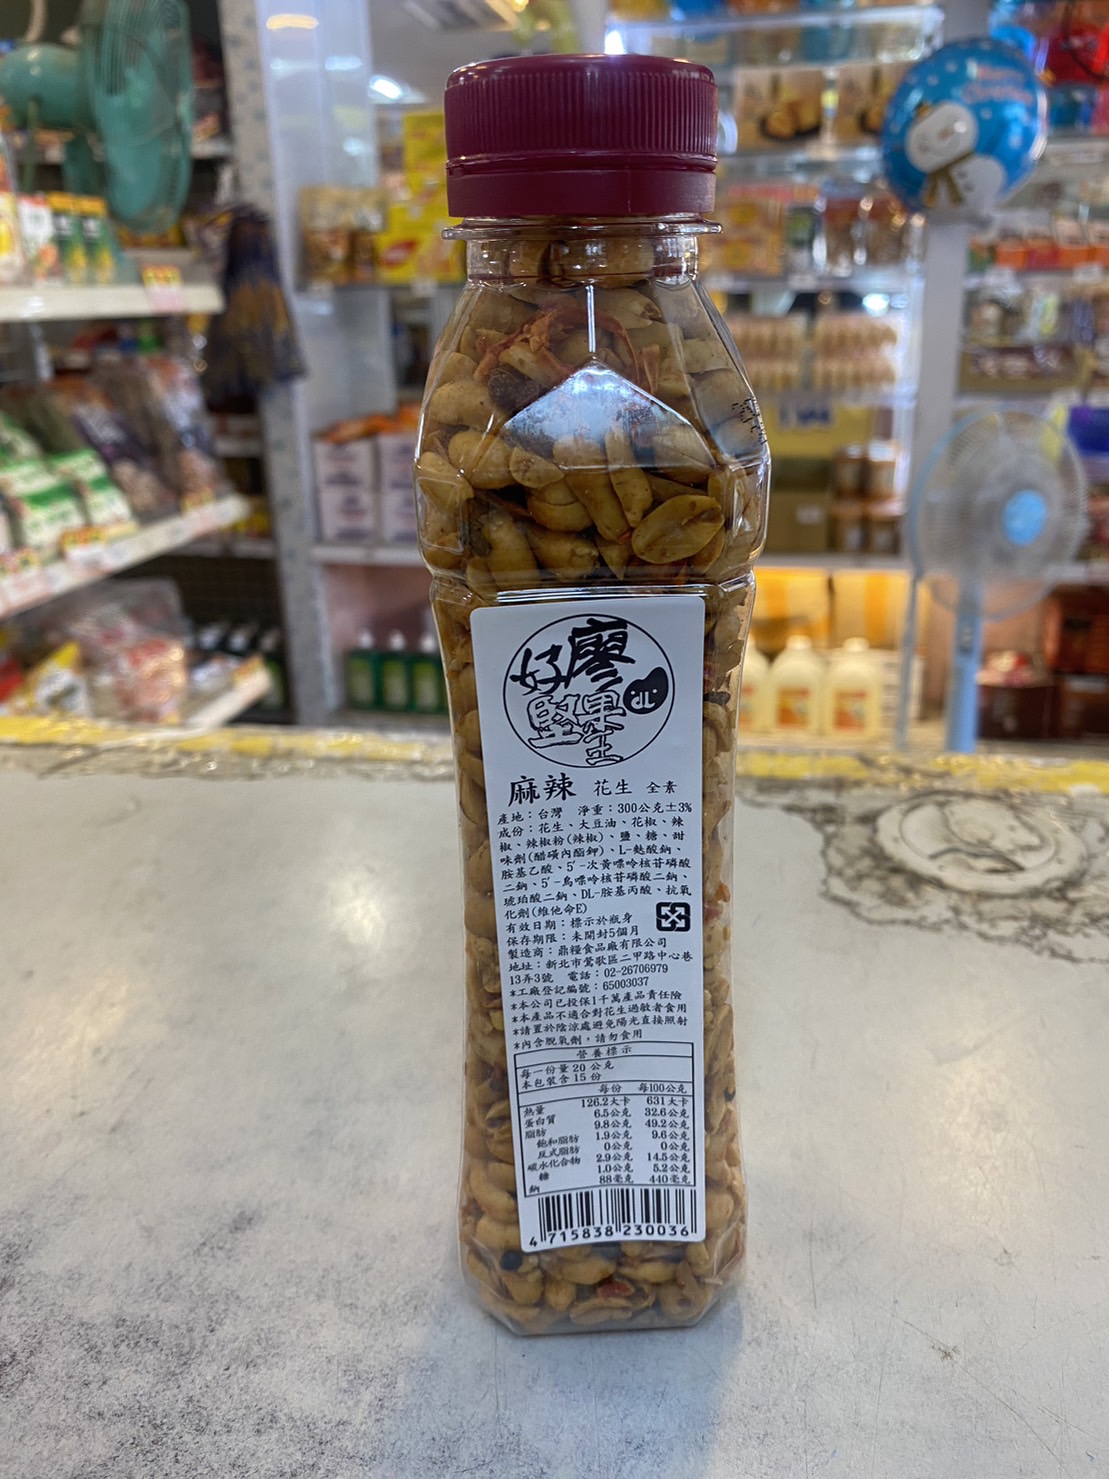 好廖
堅果之王
麻辣 花生 全素
產地：台灣 淨重：300公克±3%
成份：花生、大豆油、花椒、辣
椒、辣椒粉(辣椒)、鹽、糖、甜
味劑(醋磺內酯鉀)、L-麩酸鈉、
胺基乙酸、5'-次黃嘌呤核苷磷酸
二鈉、5'-鳥嘌呤核苷磷酸二鈉、
琥珀酸二鈉、DL-胺基丙酸、抗氧
化劑(維他命E)
有效日期：標示於瓶身
保存期限：未開封5個月
製造商：鼎糧食品廠有限公司
地址：新北市鶯歌區二甲路中心巷
13弄3號 電話：02-26706979
*工廠登記編號：65003037
*本公司已投保1千萬產品責任險
*本產品不適合對花生過敏者食用
*請置於陰涼處避免陽光直接照射
*內含脫氧劑，請勿食用
營養標示
每一份量 20 公克
本包裝含 15 份
每份 每100公克
熱量 126.2大卡 631大卡
蛋白質 6.5公克 32.6公克
脂肪 9.8公克 49.2公克
飽和脂肪 1.9公克 9.6公克
反式脂肪 0公克 0公克
碳水化合物 2.9公克 14.5公克
糖 1.0公克 5.2公克
鈉 88毫克 440毫克
4 715838 230036